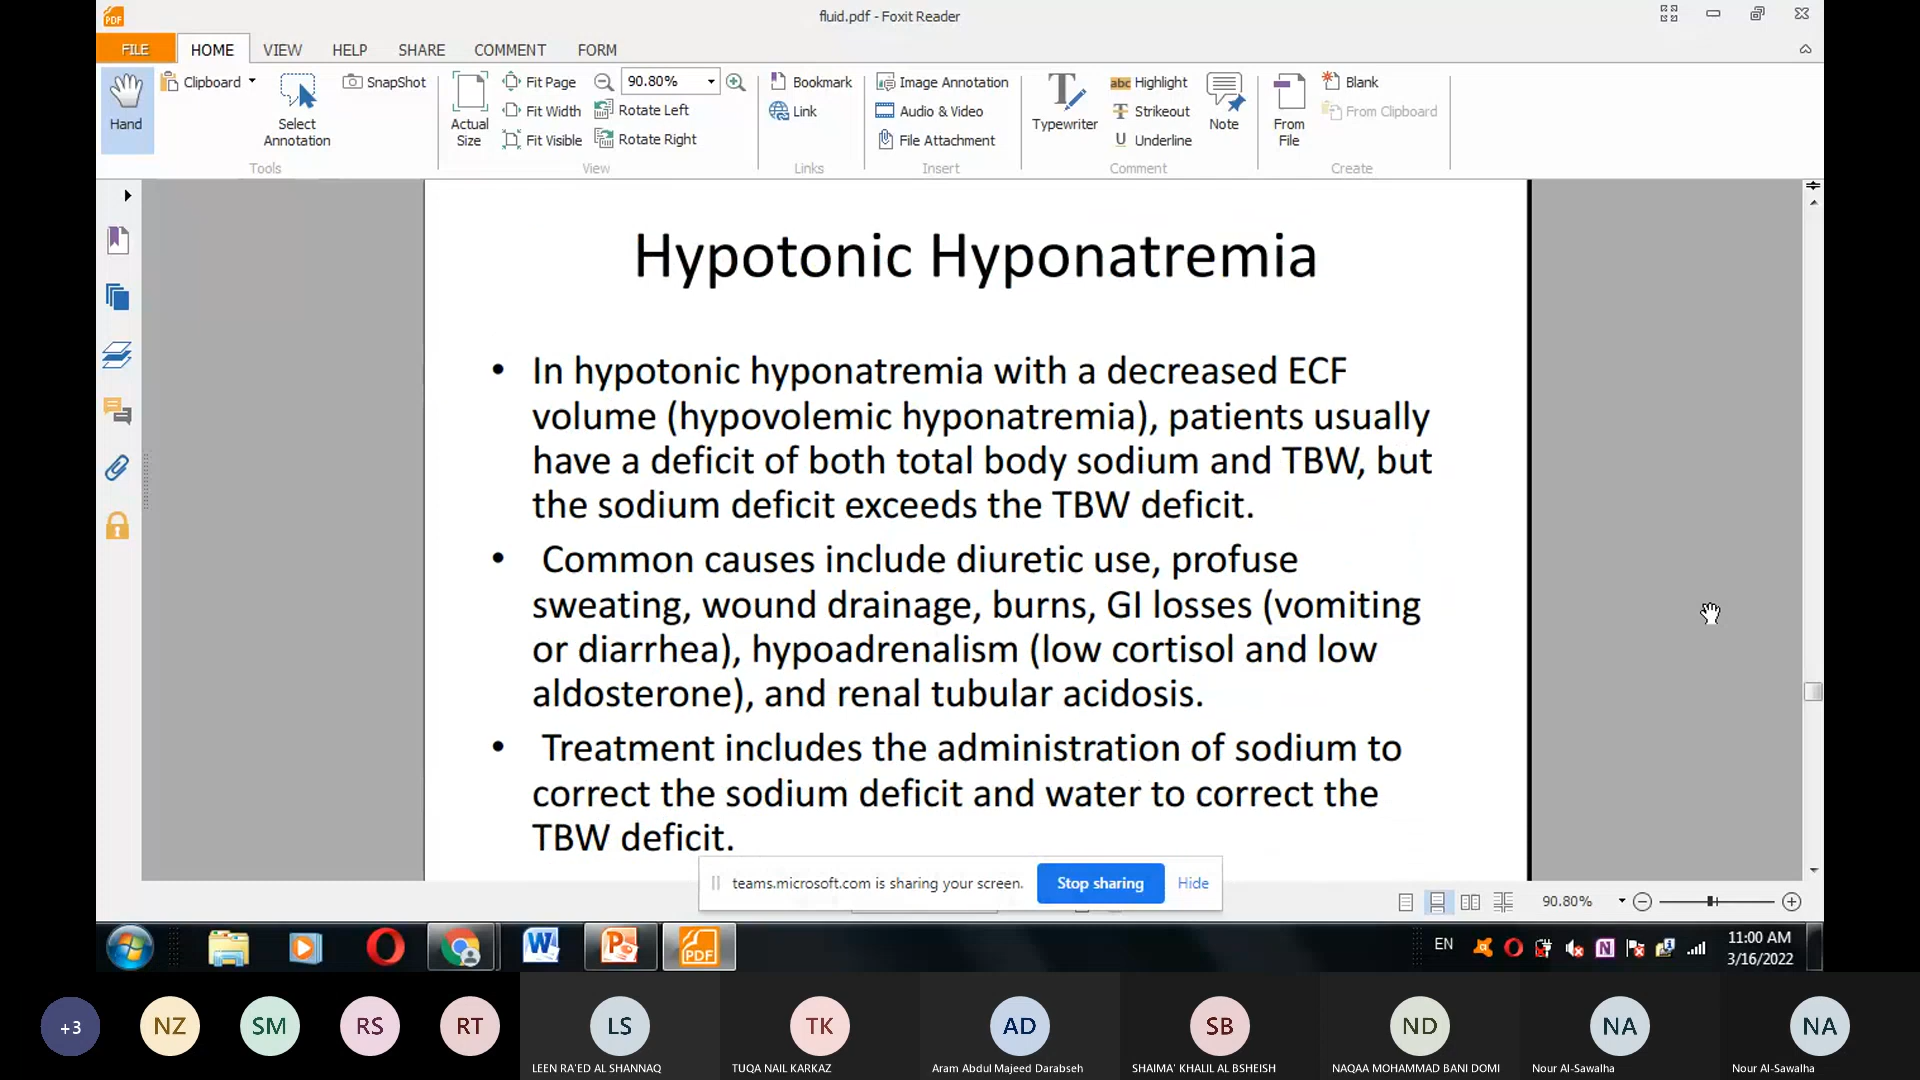 PDF
fluid.pdf - Foxit Reader
FILE
HOME
VIEW
HELP
SHARE
COMMENT
FORM
Hand
Clipboard
Select
Annotation
SnapShot
Tools
Actual
Size
Fit Page
Fit Width
Fit Visible
90.80%
Rotate Left
Rotate Right
View
Bookmark
Link
Links
Image Annotation
Audio & Video
File Attachment
Insert
Typewriter
abc Highlight
Strikeout
U Underline
Note
Comment
From
File
Blank
From Clipboard
Create
Hypotonic Hyponatremia
• In hypotonic hyponatremia with a decreased ECF
volume (hypovolemic hyponatremia), patients usually
have a deficit of both total body sodium and TBW, but
the sodium deficit exceeds the TBW deficit.
• Common causes include diuretic use, profuse
sweating, wound drainage, burns, GI losses (vomiting
or diarrhea), hypoadrenalism (low cortisol and low
aldosterone), and renal tubular acidosis.
• Treatment includes the administration of sodium to
correct the sodium deficit and water to correct the
TBW deficit.
teams.microsoft.com is sharing your screen.
Stop sharing
Hide
90.80%
PDF
EN
11:00 AM
3/16/2022
+3
NZ
SM
RS
RT
LS
LEEN RA'ED AL SHANNAQ
TK
TUQA NAIL KARKAZ
AD
Aram Abdul Majeed Darabseh
SB
SHAIMA' KHALIL AL BSHEISH
ND
NAQAA MOHAMMAD BANI DOMI
NA
Nour Al-Sawalha
NA
Nour Al-Sawalha